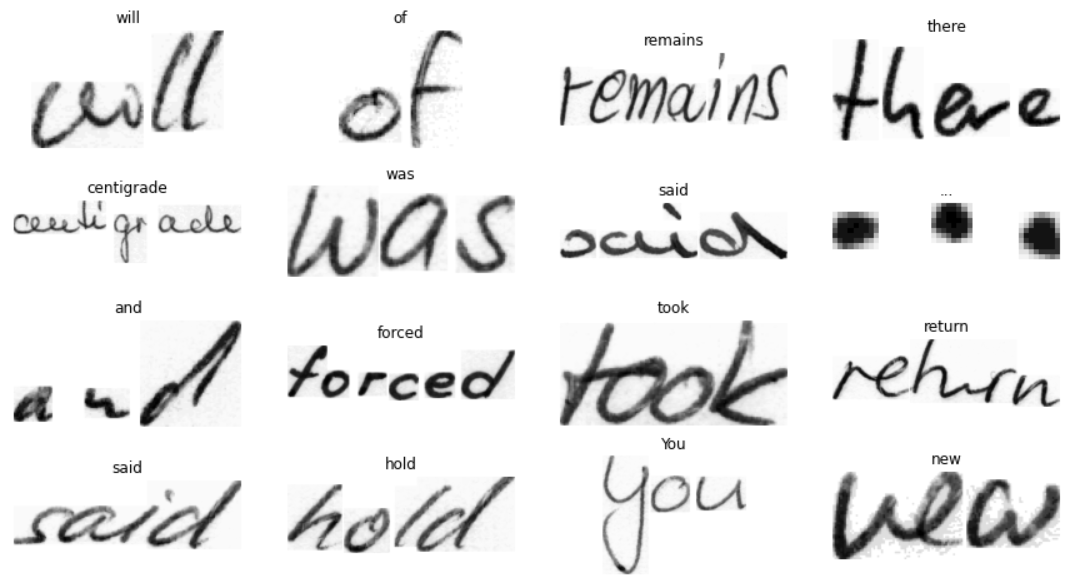 will of remains there
will of remains there
centigrade was said ...
centigrade was said ...
and forced took return
and forced took return
said hold You new
said hold you new